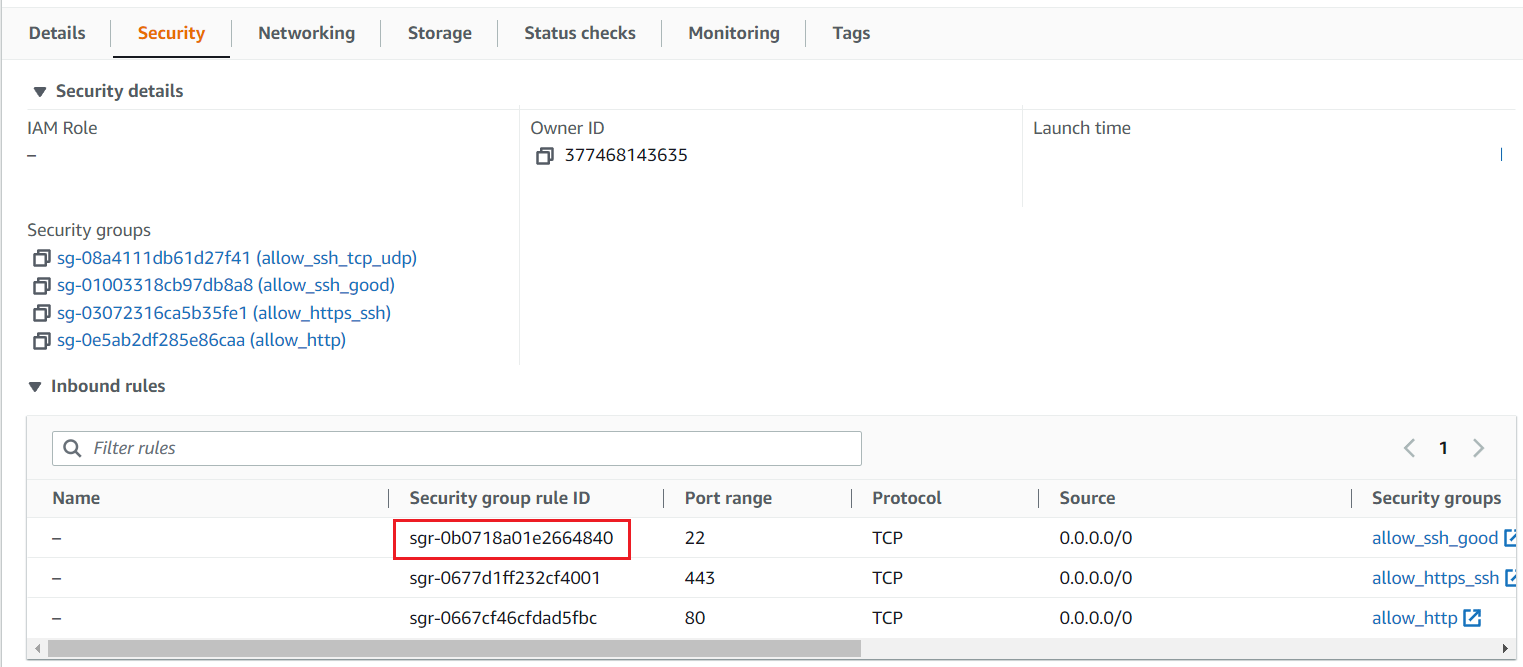 Details Security Networking Storage Status checks Monitoring Tags
Security details
IAM Role Owner ID Launch time
– 377468143635
Security groups
sg-08a4111db61d27f41 (allow_ssh_tcp_udp)
sg-01003318cb97db8a8 (allow_ssh_good)
sg-03072316ca5b35fe1 (allow_https_ssh)
sg-0e5ab2df285e86caa (allow_http)
Inbound rules
Filter rules 1
Name Security group rule ID Port range Protocol Source Security groups
– sgr-0b0718a01e2664840 22 TCP 0.0.0.0/0 allow_ssh_good
– sgr-0677d1ff232cf4001 443 TCP 0.0.0.0/0 allow_https_ssh
– sgr-0667cf46cfdad5fbc 80 TCP 0.0.0.0/0 allow_http